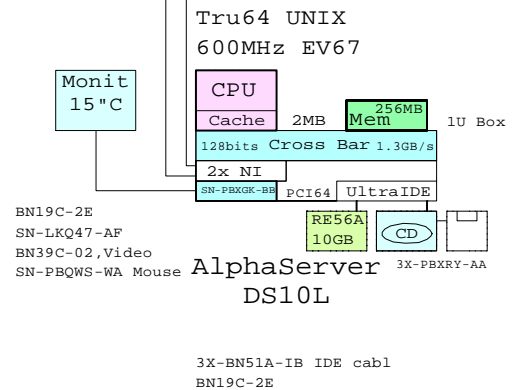 Tru64 UNIX
600MHz EV67
Monit
15"C
CPU
Cache
2MB
256MB
Mem
1U Box
128bits Cross Bar 1.3GB/s
2x NI
SN-PBXGK-BB
PCI64
UltraIDE
BN19C-2E
SN-LKQ47-AF
BN39C-02,Video
SN-PBQWS-WA Mouse
RE56A
10GB
CD
3X-PBXRY-AA
AlphaServer
DS10L
3X-BN51A-IB IDE cabl
BN19C-2E